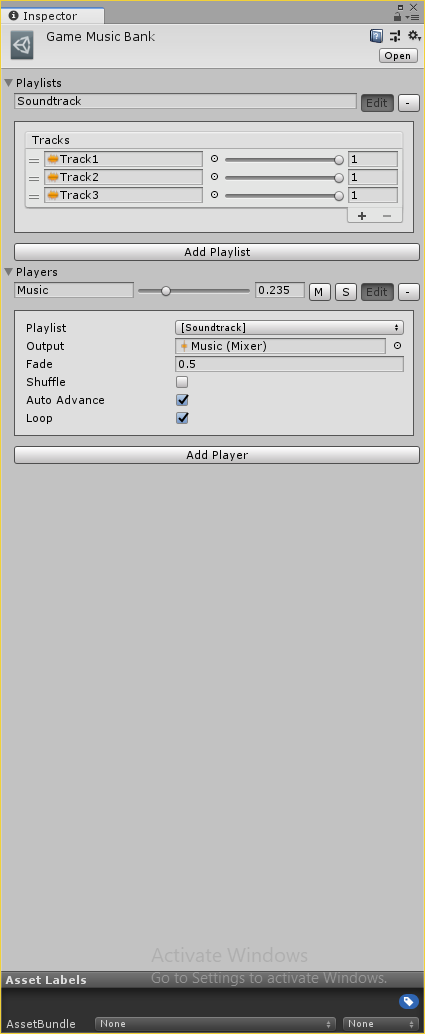 Inspector
Game Music Bank
Open
Playlists
Soundtrack Edit -
Tracks
Track1 1
Track2 1
Track3 1
+ −
Add Playlist
Players
Music 0.235 M S Edit -
Playlist [Soundtrack]
Output Music (Mixer)
Fade 0.5
Shuffle
Auto Advance
Loop
Add Player
Activate Windows
Go to Settings to activate Windows.
Asset Labels
AssetBundle None None